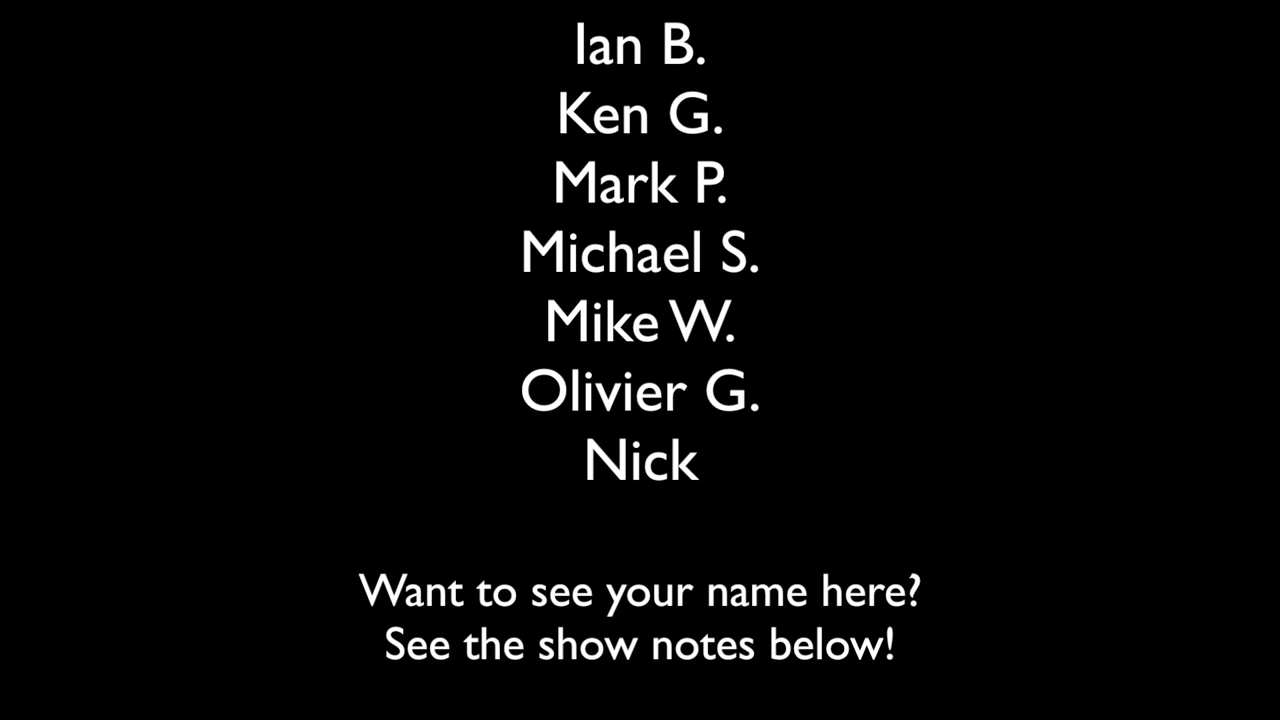 Ian B.
Ken G.
Mark P.
Michael S.
Mike W.
Olivier G.
Nick
Want to see your name here?
See the show notes below!